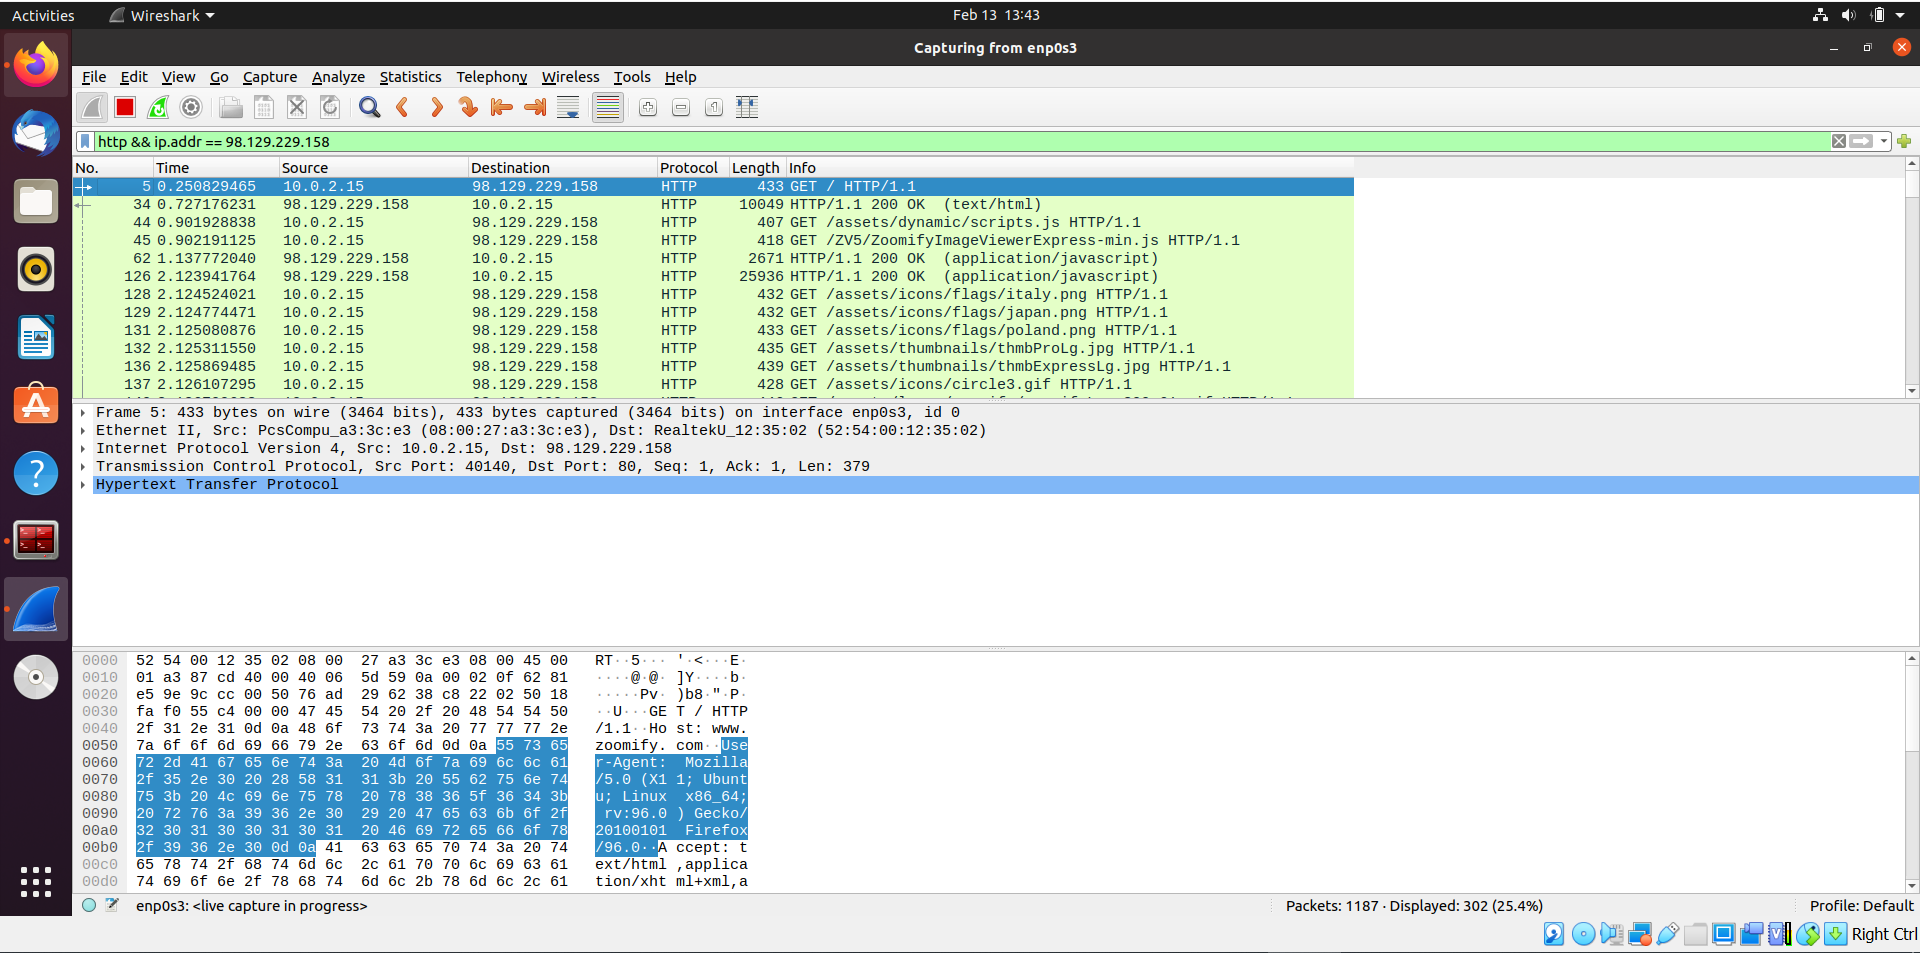 Activities Wireshark Feb 13 13:43
Capturing from enp0s3
File Edit View Go Capture Analyze Statistics Telephony Wireless Tools Help
http && ip.addr == 98.129.229.158
No. Time Source Destination Protocol Length Info
5 0.250829465 10.0.2.15 98.129.229.158 HTTP 433 GET / HTTP/1.1
34 0.727176231 98.129.229.158 10.0.2.15 HTTP 10049 HTTP/1.1 200 OK (text/html)
44 0.901928838 10.0.2.15 98.129.229.158 HTTP 407 GET /assets/dynamic/scripts.js HTTP/1.1
45 0.902191125 10.0.2.15 98.129.229.158 HTTP 418 GET /ZV5/ZoomifyImageViewerExpress-min.js HTTP/1.1
62 1.137772040 98.129.229.158 10.0.2.15 HTTP 2671 HTTP/1.1 200 OK (application/javascript)
126 2.123941764 98.129.229.158 10.0.2.15 HTTP 25936 HTTP/1.1 200 OK (application/javascript)
128 2.124524021 10.0.2.15 98.129.229.158 HTTP 432 GET /assets/icons/flags/italy.png HTTP/1.1
129 2.124774471 10.0.2.15 98.129.229.158 HTTP 432 GET /assets/icons/flags/japan.png HTTP/1.1
131 2.125080876 10.0.2.15 98.129.229.158 HTTP 433 GET /assets/icons/flags/poland.png HTTP/1.1
132 2.125311550 10.0.2.15 98.129.229.158 HTTP 435 GET /assets/thumbnails/thmbProLg.jpg HTTP/1.1
136 2.125869485 10.0.2.15 98.129.229.158 HTTP 439 GET /assets/thumbnails/thmbExpressLg.jpg HTTP/1.1
137 2.126107295 10.0.2.15 98.129.229.158 HTTP 428 GET /assets/icons/circle3.gif HTTP/1.1
Frame 5: 433 bytes on wire (3464 bits), 433 bytes captured (3464 bits) on interface enp0s3, id 0
Ethernet II, Src: PcsCompu_a3:3c:e3 (08:00:27:a3:3c:e3), Dst: RealtekU_12:35:02 (52:54:00:12:35:02)
Internet Protocol Version 4, Src: 10.0.2.15, Dst: 98.129.229.158
Transmission Control Protocol, Src Port: 40140, Dst Port: 80, Seq: 1, Ack: 1, Len: 379
Hypertext Transfer Protocol
0000 52 54 00 12 35 02 08 00 27 a3 3c e3 08 00 45 00 RT··5··· '·<···E·
0010 01 a3 87 cd 40 00 40 06 5d 59 0a 00 02 0f 62 81 ····@·@· ]Y····b·
0020 e5 9e 9c cc 00 50 76 ad 29 62 38 c8 22 02 50 18 ·····Pv· )b8·"·P·
0030 fa f0 55 c4 00 00 47 45 54 20 2f 20 48 54 54 50 ··U···GE T / HTTP
0040 2f 31 2e 31 0d 0a 48 6f 73 74 3a 20 77 77 77 2e /1.1··Ho st: www.
0050 7a 6f 6f 6d 69 66 79 2e 63 6f 6d 0d 0a 55 73 65 zoomify. com··Use
0060 72 2d 41 67 65 6e 74 3a 20 4d 6f 7a 69 6c 6c 61 r-Agent: Mozilla
0070 2f 35 2e 30 20 28 58 31 31 3b 20 55 62 75 6e 74 /5.0 (X1 1; Ubunt
0080 75 3b 20 4c 69 6e 75 78 20 78 38 36 5f 36 34 3b u; Linux x86_64;
0090 20 72 76 3a 39 36 2e 30 29 20 47 65 63 6b 6f 2f rv:96.0 ) Gecko/
00a0 32 30 31 30 30 31 30 31 20 46 69 72 65 66 6f 78 20100101 Firefox
00b0 2f 39 36 2e 30 0d 0a 41 63 63 65 70 74 3a 20 74 /96.0··A ccept: t
00c0 65 78 74 2f 68 74 6d 6c 2c 61 70 70 6c 69 63 61 ext/html ,applica
00d0 74 69 6f 6e 2f 78 68 74 6d 6c 2b 78 6d 6c 2c 61 tion/xht ml+xml,a
enp0s3: <live capture in progress> Packets: 1187 · Displayed: 302 (25.4%) Profile: Default
Right Ctrl